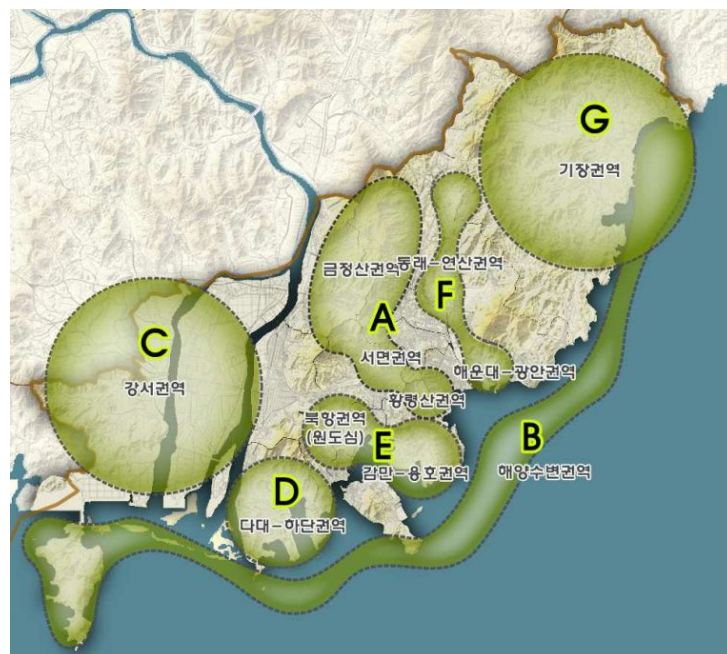 G
기장권역
금정산권역
동래-연산권역
F
A
C
서면권역
해운대-광안권역
강서권역
황령산권역
북항권역
(원도심)
E
B
감만-용호권역
해양수변권역
D
다대-하단권역